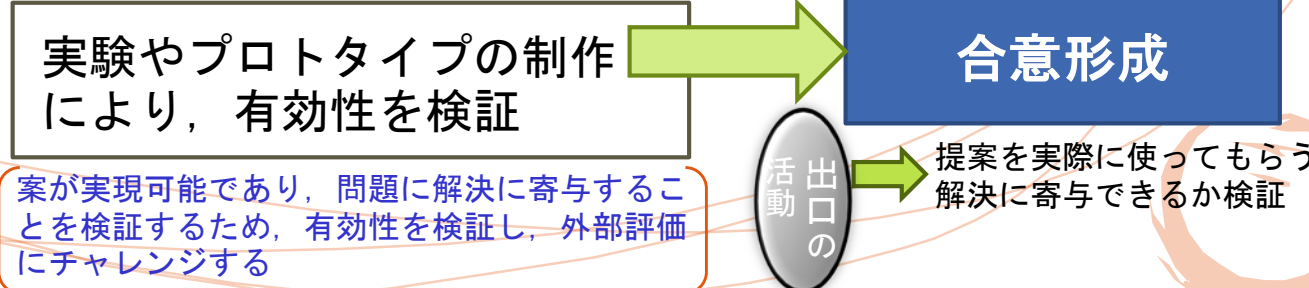 実験やプロトタイプの制作
により，有効性を検証
案が実現可能であり，問題に解決に寄与するこ
とを検証するため，有効性を検証し，外部評価
にチャレンジする
合意形成
出口の
活動
提案を実際に使ってもらう
解決に寄与できるか検証